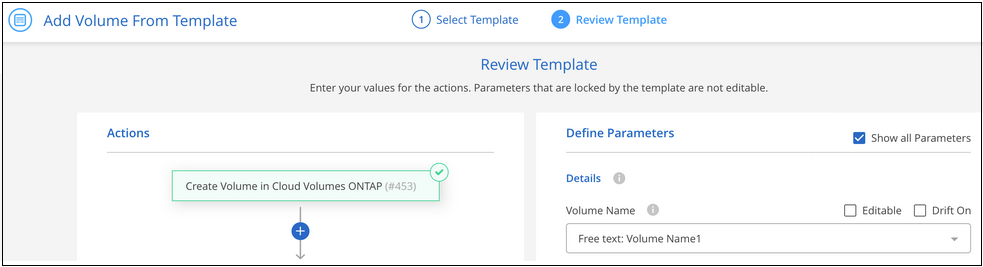 Add Volume From Template
1 Select Template
2 Review Template
Review Template
Enter your values for the actions. Parameters that are locked by the template are not editable.
Actions
Create Volume in Cloud Volumes ONTAP (#453)
Define Parameters
Show all Parameters
Details
Volume Name
Editable
Drift On
Free text: Volume Name1